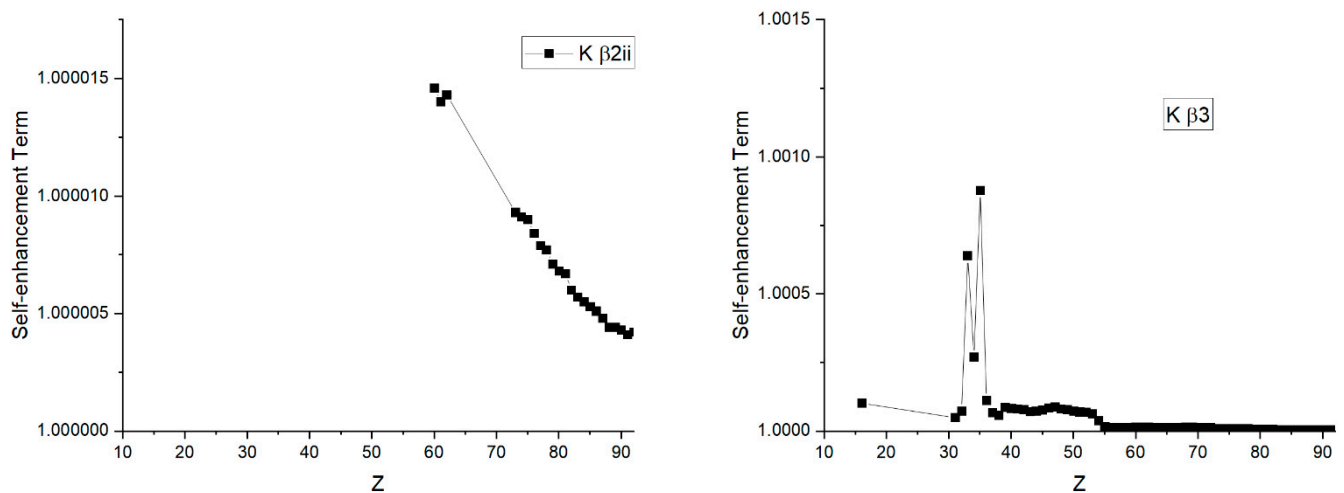 K β2ii
1.000015
1.000010
1.000005
1.000000
Self-enhancement Term
10 20 30 40 50 60 70 80 90
Z
1.0015
K β3
1.0010
1.0005
1.0000
Self-enhancement Term
10 20 30 40 50 60 70 80 90
Z